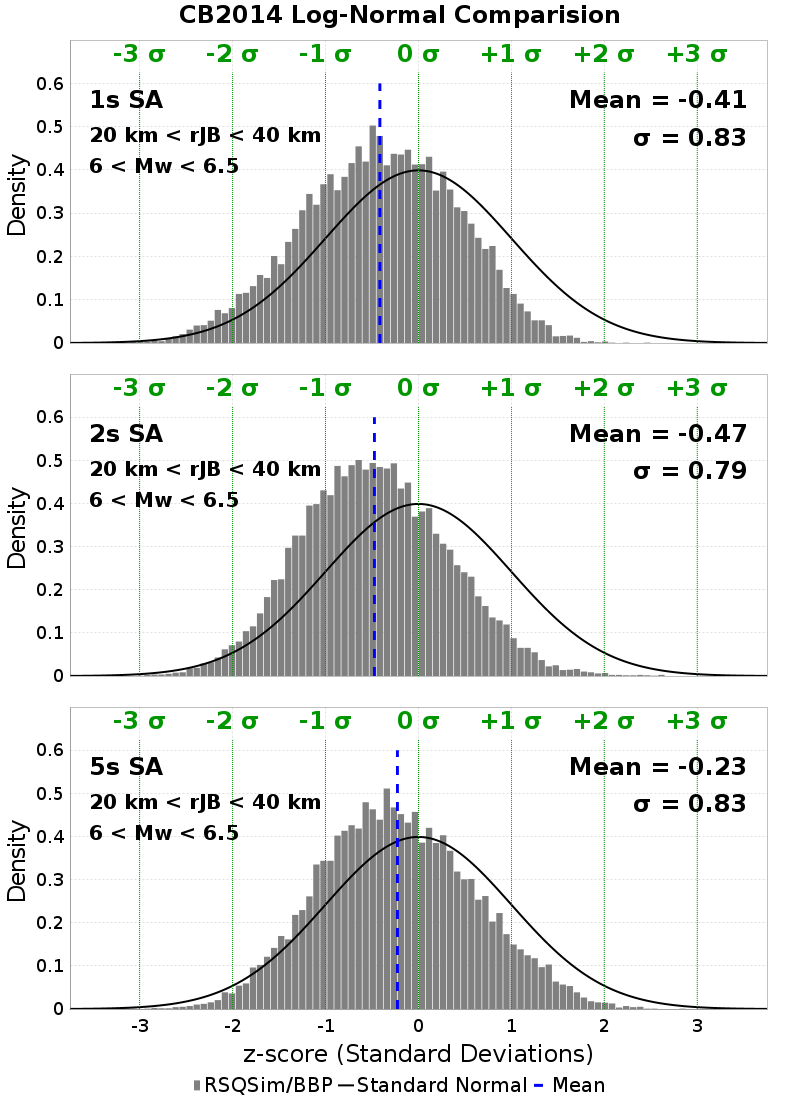 CB2014 Log-Normal Comparision
-3 σ -2 σ -1 σ 0 σ +1 σ +2 σ +3 σ
0.6
1s SA Mean = -0.41
0.5
20 km < rJB < 40 km σ = 0.83
0.4
6 < Mw < 6.5
0.3
0.2
0.1
0
Density
-3 σ -2 σ -1 σ 0 σ +1 σ +2 σ +3 σ
0.6
2s SA Mean = -0.47
0.5
20 km < rJB < 40 km σ = 0.79
0.4
6 < Mw < 6.5
0.3
0.2
0.1
0
Density
-3 σ -2 σ -1 σ 0 σ +1 σ +2 σ +3 σ
0.6
5s SA Mean = -0.23
0.5
20 km < rJB < 40 km σ = 0.83
0.4
6 < Mw < 6.5
0.3
0.2
0.1
0
Density
-3 -2 -1 0 1 2 3
z-score (Standard Deviations)
RSQSim/BBP Standard Normal Mean